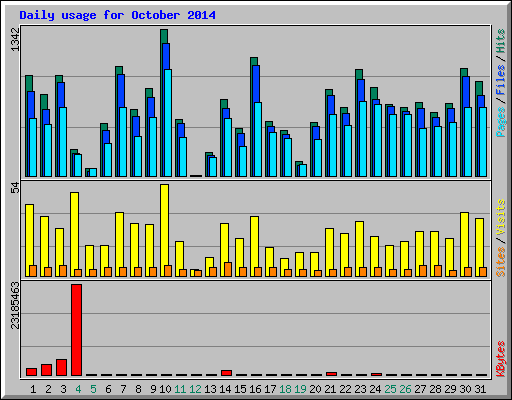 Daily usage for October 2014
1342
Pages / Files / Hits
54
Sites / Visits
23185463
KBytes
1 2 3 4 5 6 7 8 9 10 11 12 13 14 15 16 17 18 19 20 21 22 23 24 25 26 27 28 29 30 31